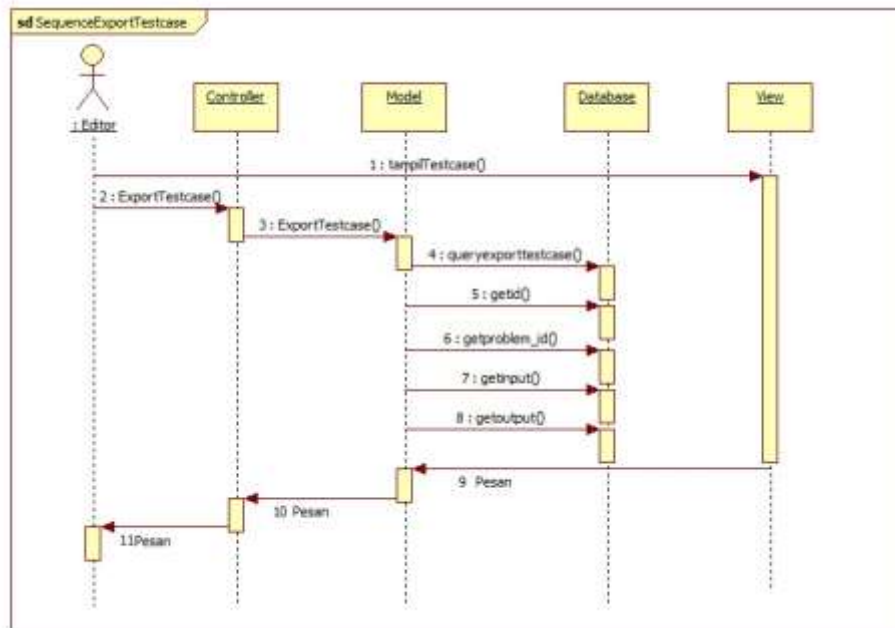 sd SequenceExportTestcase
: Editor
Controller
Model
Database
View
1 : tampilTestcase()
2 : ExportTestcase()
3 : ExportTestcase()
4 : queryexporttestcase()
5 : getid()
6 : getproblem_id()
7 : getinput()
8 : getoutput()
9 Pesan
10 Pesan
11Pesan